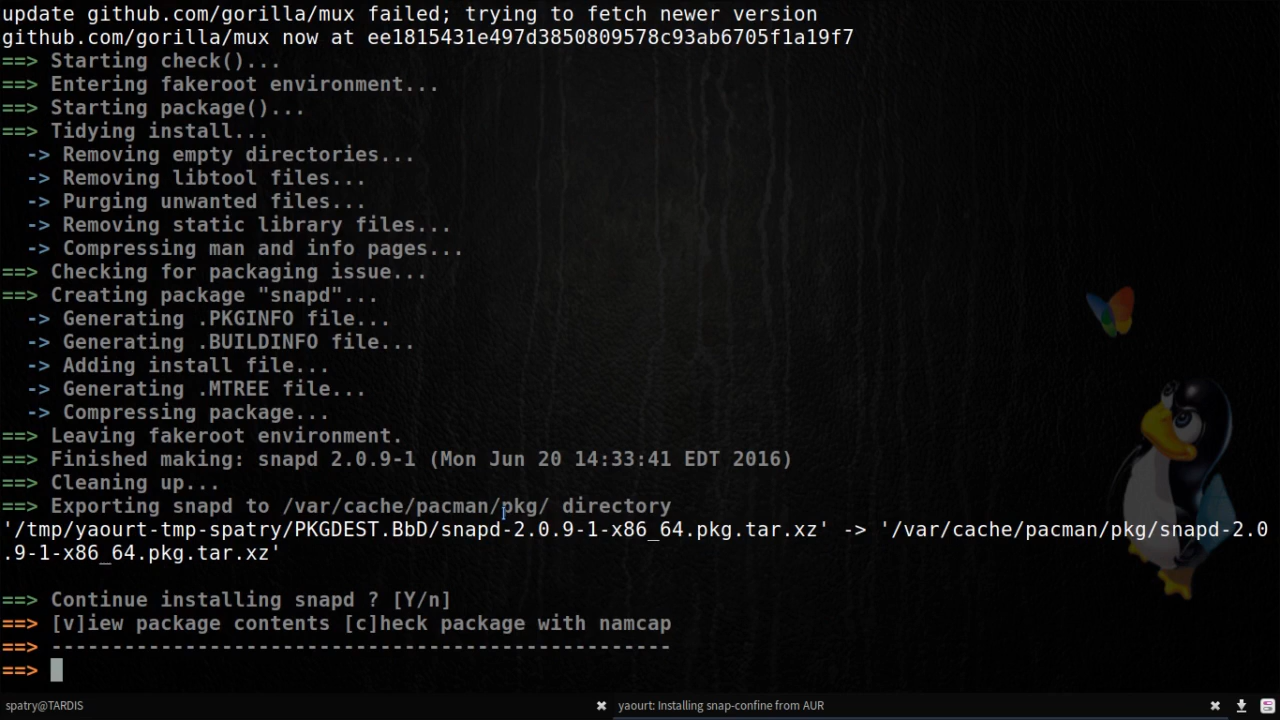 update github.com/gorilla/mux failed; trying to fetch newer version
github.com/gorilla/mux now at ee1815431e497d3850809578c93ab6705f1a19f7
==> Starting check()...
==> Entering fakeroot environment...
==> Starting package()...
==> Tidying install...
  -> Removing empty directories...
  -> Removing libtool files...
  -> Purging unwanted files...
  -> Removing static library files...
  -> Compressing man and info pages...
==> Checking for packaging issue...
==> Creating package "snapd"...
  -> Generating .PKGINFO file...
  -> Generating .BUILDINFO file...
  -> Adding install file...
  -> Generating .MTREE file...
  -> Compressing package...
==> Leaving fakeroot environment.
==> Finished making: snapd 2.0.9-1 (Mon Jun 20 14:33:41 EDT 2016)
==> Cleaning up...
==> Exporting snapd to /var/cache/pacman/pkg/ directory
'/tmp/yaourt-tmp-spatry/PKGDEST.BbD/snapd-2.0.9-1-x86_64.pkg.tar.xz' -> '/var/cache/pacman/pkg/snapd-2.0
.9-1-x86_64.pkg.tar.xz'
==> Continue installing snapd ? [Y/n]
==> [v]iew package contents [c]heck package with namcap
==> ---------------------------------------------------
==>
spatry@TARDIS
yaourt: Installing snap-confine from AUR